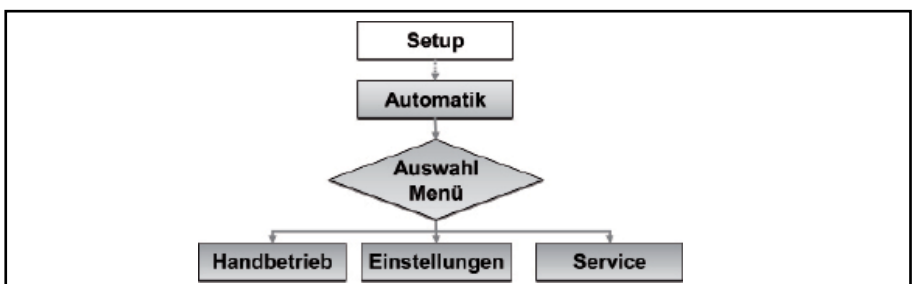 Setup
Automatik
Auswahl
Menü
Handbetrieb
Einstellungen
Service